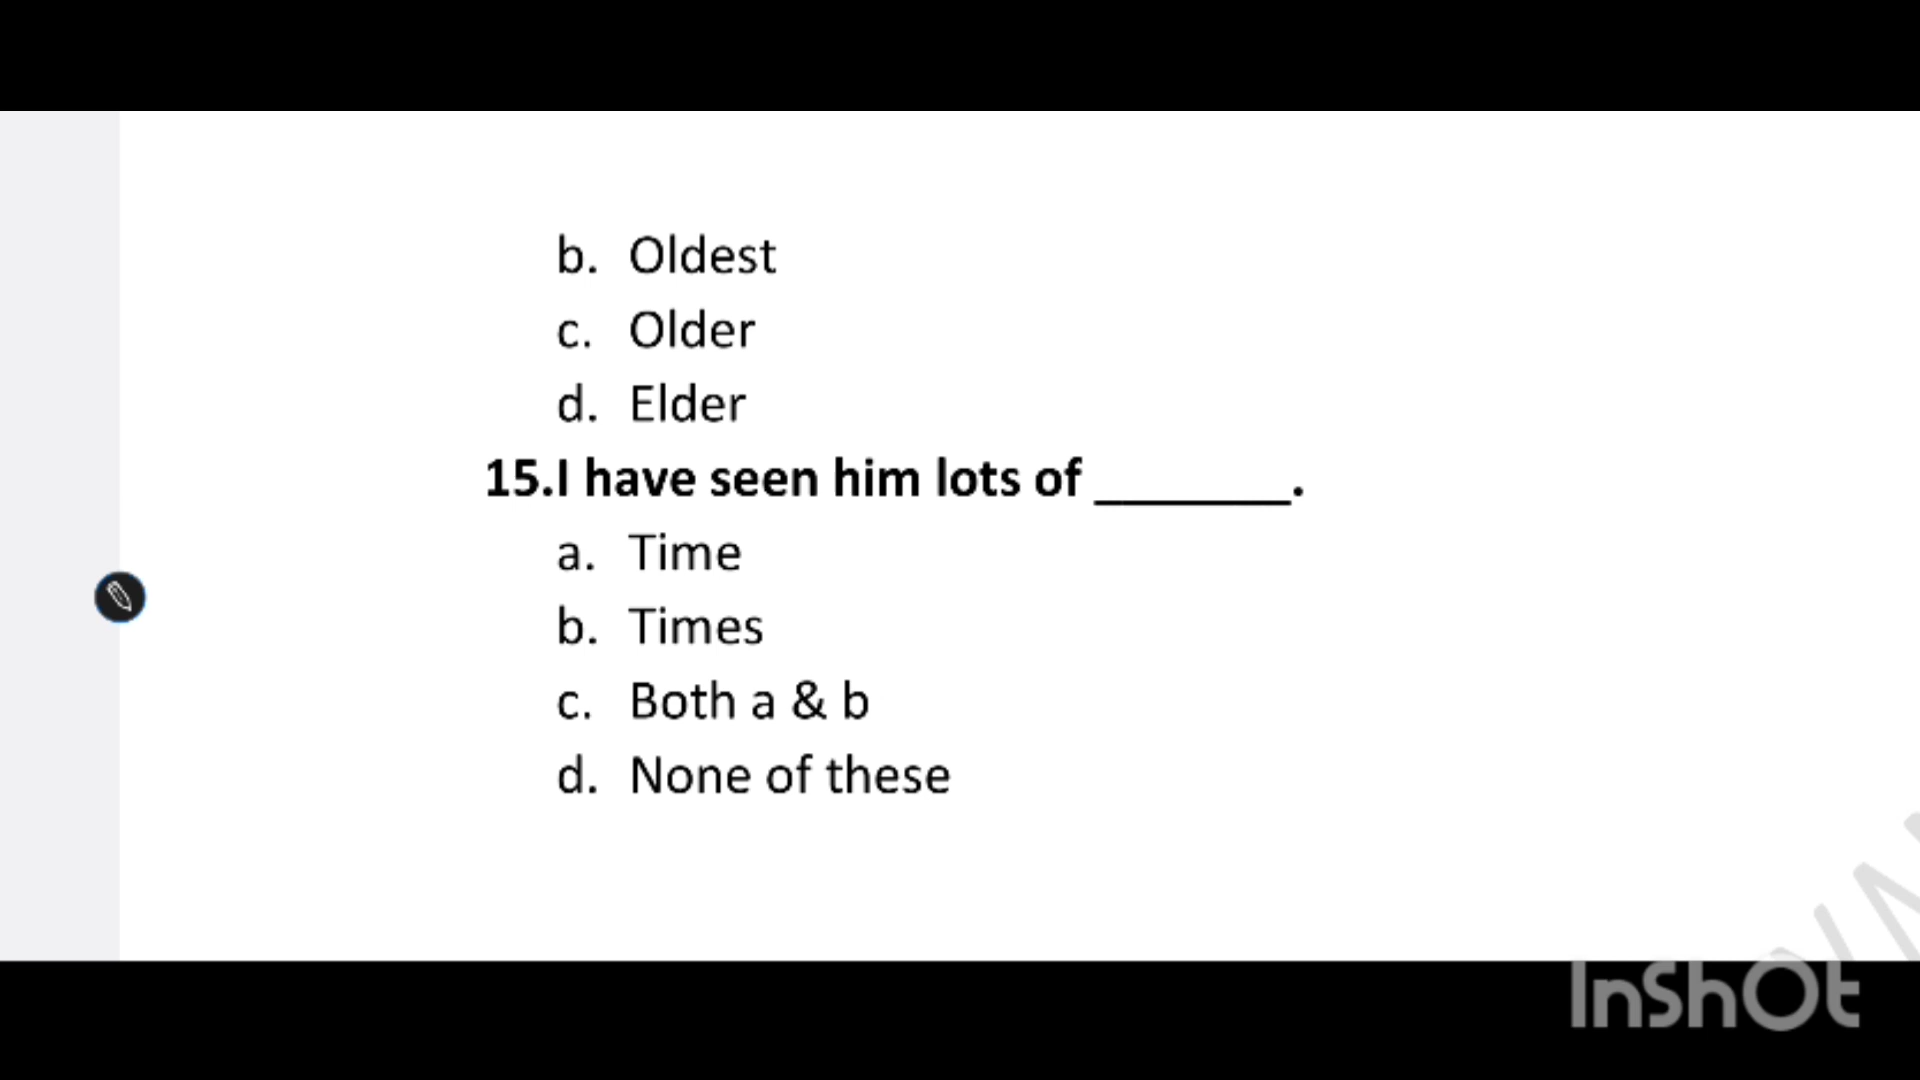 b. Oldest
c. Older
d. Elder
15.I have seen him lots of _______.
a. Time
b. Times
c. Both a & b
d. None of these
InShOt